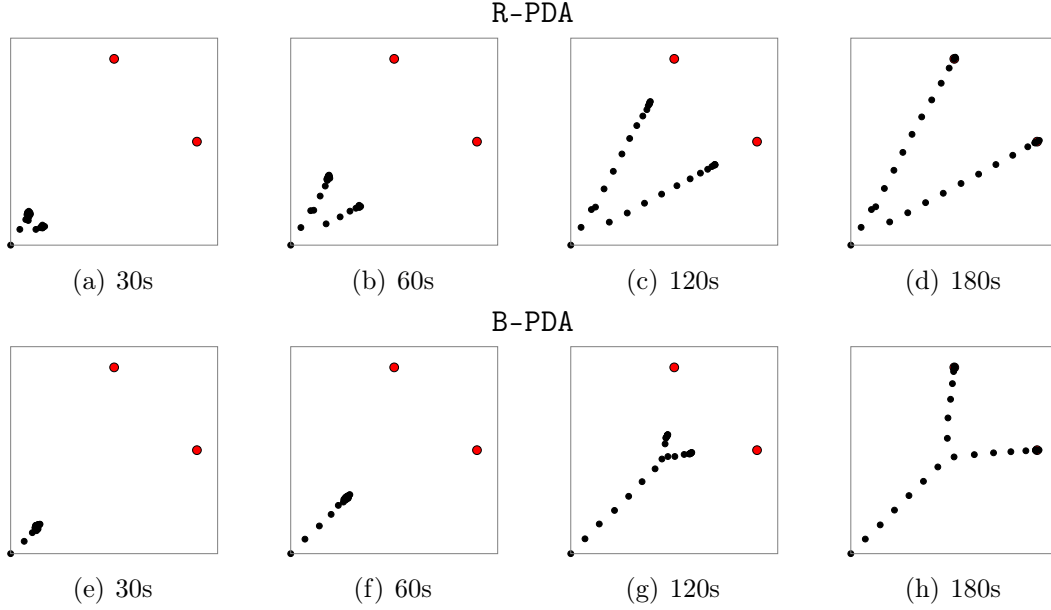 R-PDA
(a) 30s
(b) 60s
(c) 120s
(d) 180s
B-PDA
(e) 30s
(f) 60s
(g) 120s
(h) 180s